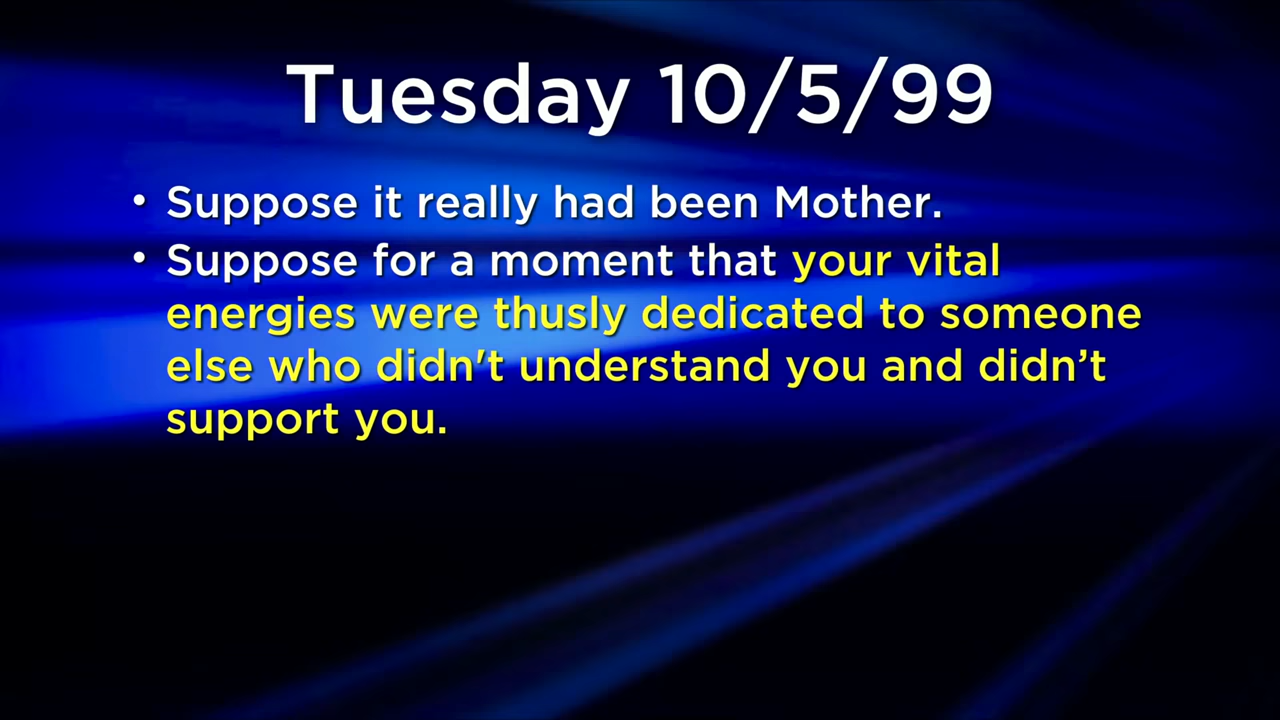 Tuesday 10/5/99
• Suppose it really had been Mother.
• Suppose for a moment that your vital
energies were thusly dedicated to someone
else who didn't understand you and didn’t
support you.